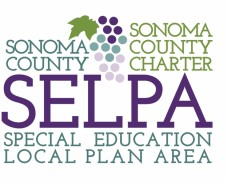 SONOMA COUNTY
SONOMA COUNTY CHARTER
SELPA
SPECIAL EDUCATION
LOCAL PLAN AREA